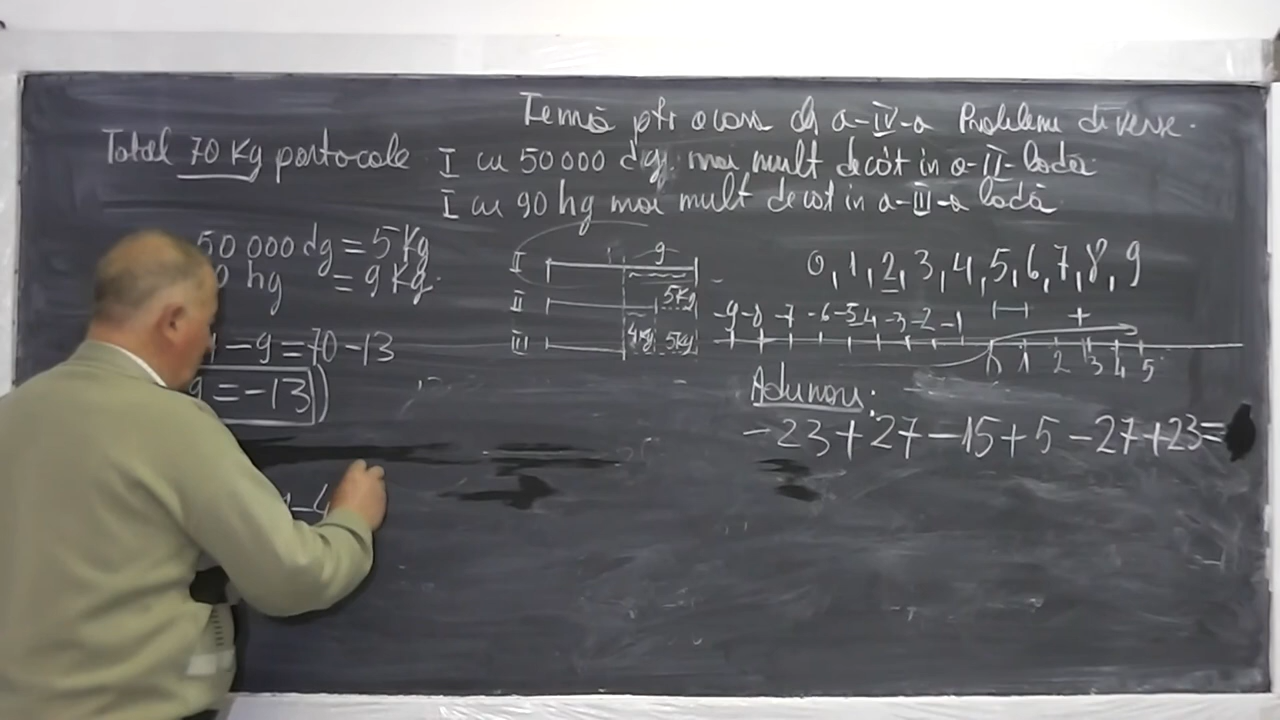 Temă ptr acasă cls a-IV-a Probleme diverse.
Total 70 Kg portocale I cu 50 000 dg. mai mult decât in a-II-ladă.
I cu 90 hg mai mult decât in a-III-a ladă
50 000 dg = 5 Kg
0 hg = 9 Kg.
I 9
II 5Kg
III 4Kg 5Kg
0, 1, 2, 3, 4, 5, 6, 7, 8, 9
-9 -8 -7 -6 -5 -4 -3 -2 -1 +
0 1 2 3 4 5
- 9 = 70 - 13
9 = -13)
Adunare:
-23 + 27 - 15 + 5 - 27 + 23 =
- 4